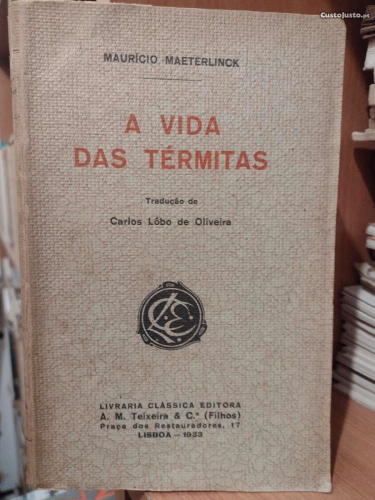 CustoJusto.pt
MAURÍCIO MAETERLINCK
A VIDA
DAS TÉRMITAS
Tradução de
Carlos Lôbo de Oliveira
LIVRARIA CLÁSSICA EDITORA
A. M. Teixeira & C.ª (Filhos)
Praça dos Restauradores, 17
LISBOA — 1933